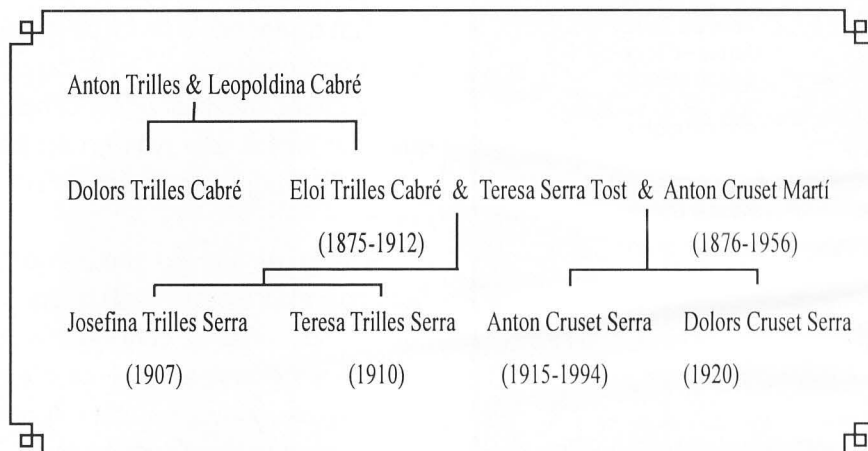 Anton Trilles & Leopoldina Cabré
Dolors Trilles Cabré Eloi Trilles Cabré & Teresa Serra Tost & Anton Cruset Martí
(1875-1912) (1876-1956)
Josefina Trilles Serra Teresa Trilles Serra Anton Cruset Serra Dolors Cruset Serra
(1907) (1910) (1915-1994) (1920)